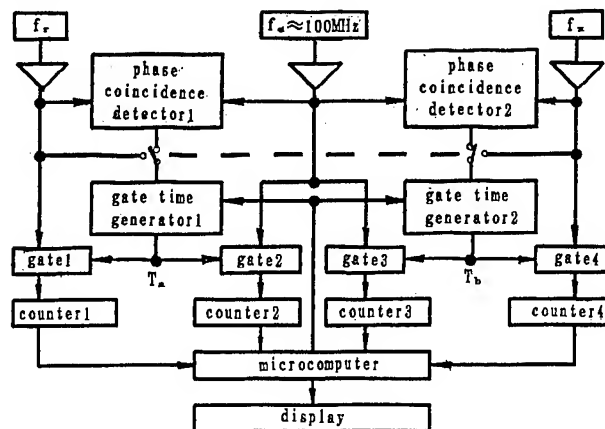 fr
fd≈100MHz
fx
phase
coincidence
detector1
phase
coincidence
detector2
gate time
generator1
gate time
generator2
gate1
Ta
gate2
gate3
Tb
gate4
counter1
counter2
counter3
counter4
microcomputer
display